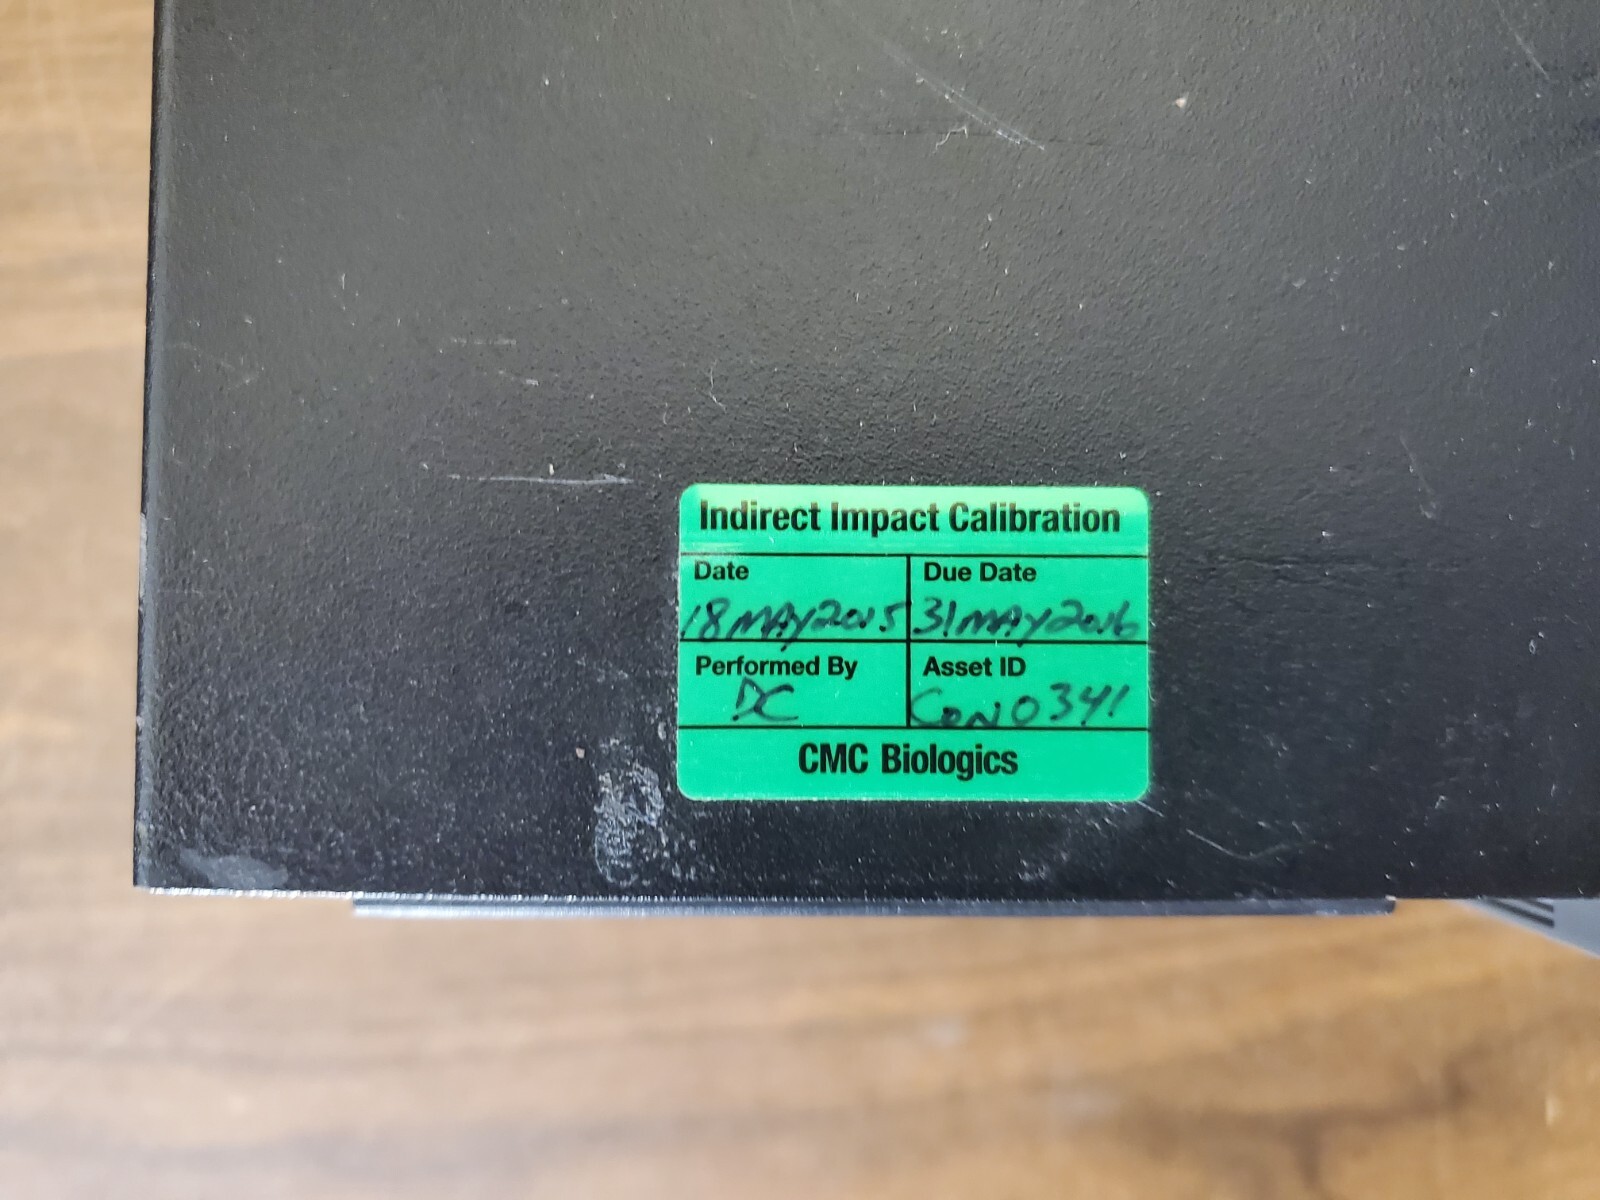 Indirect Impact Calibration
Date Due Date
18MAY2015 31MAY2016
Performed By Asset ID
DC CON0341
CMC Biologics